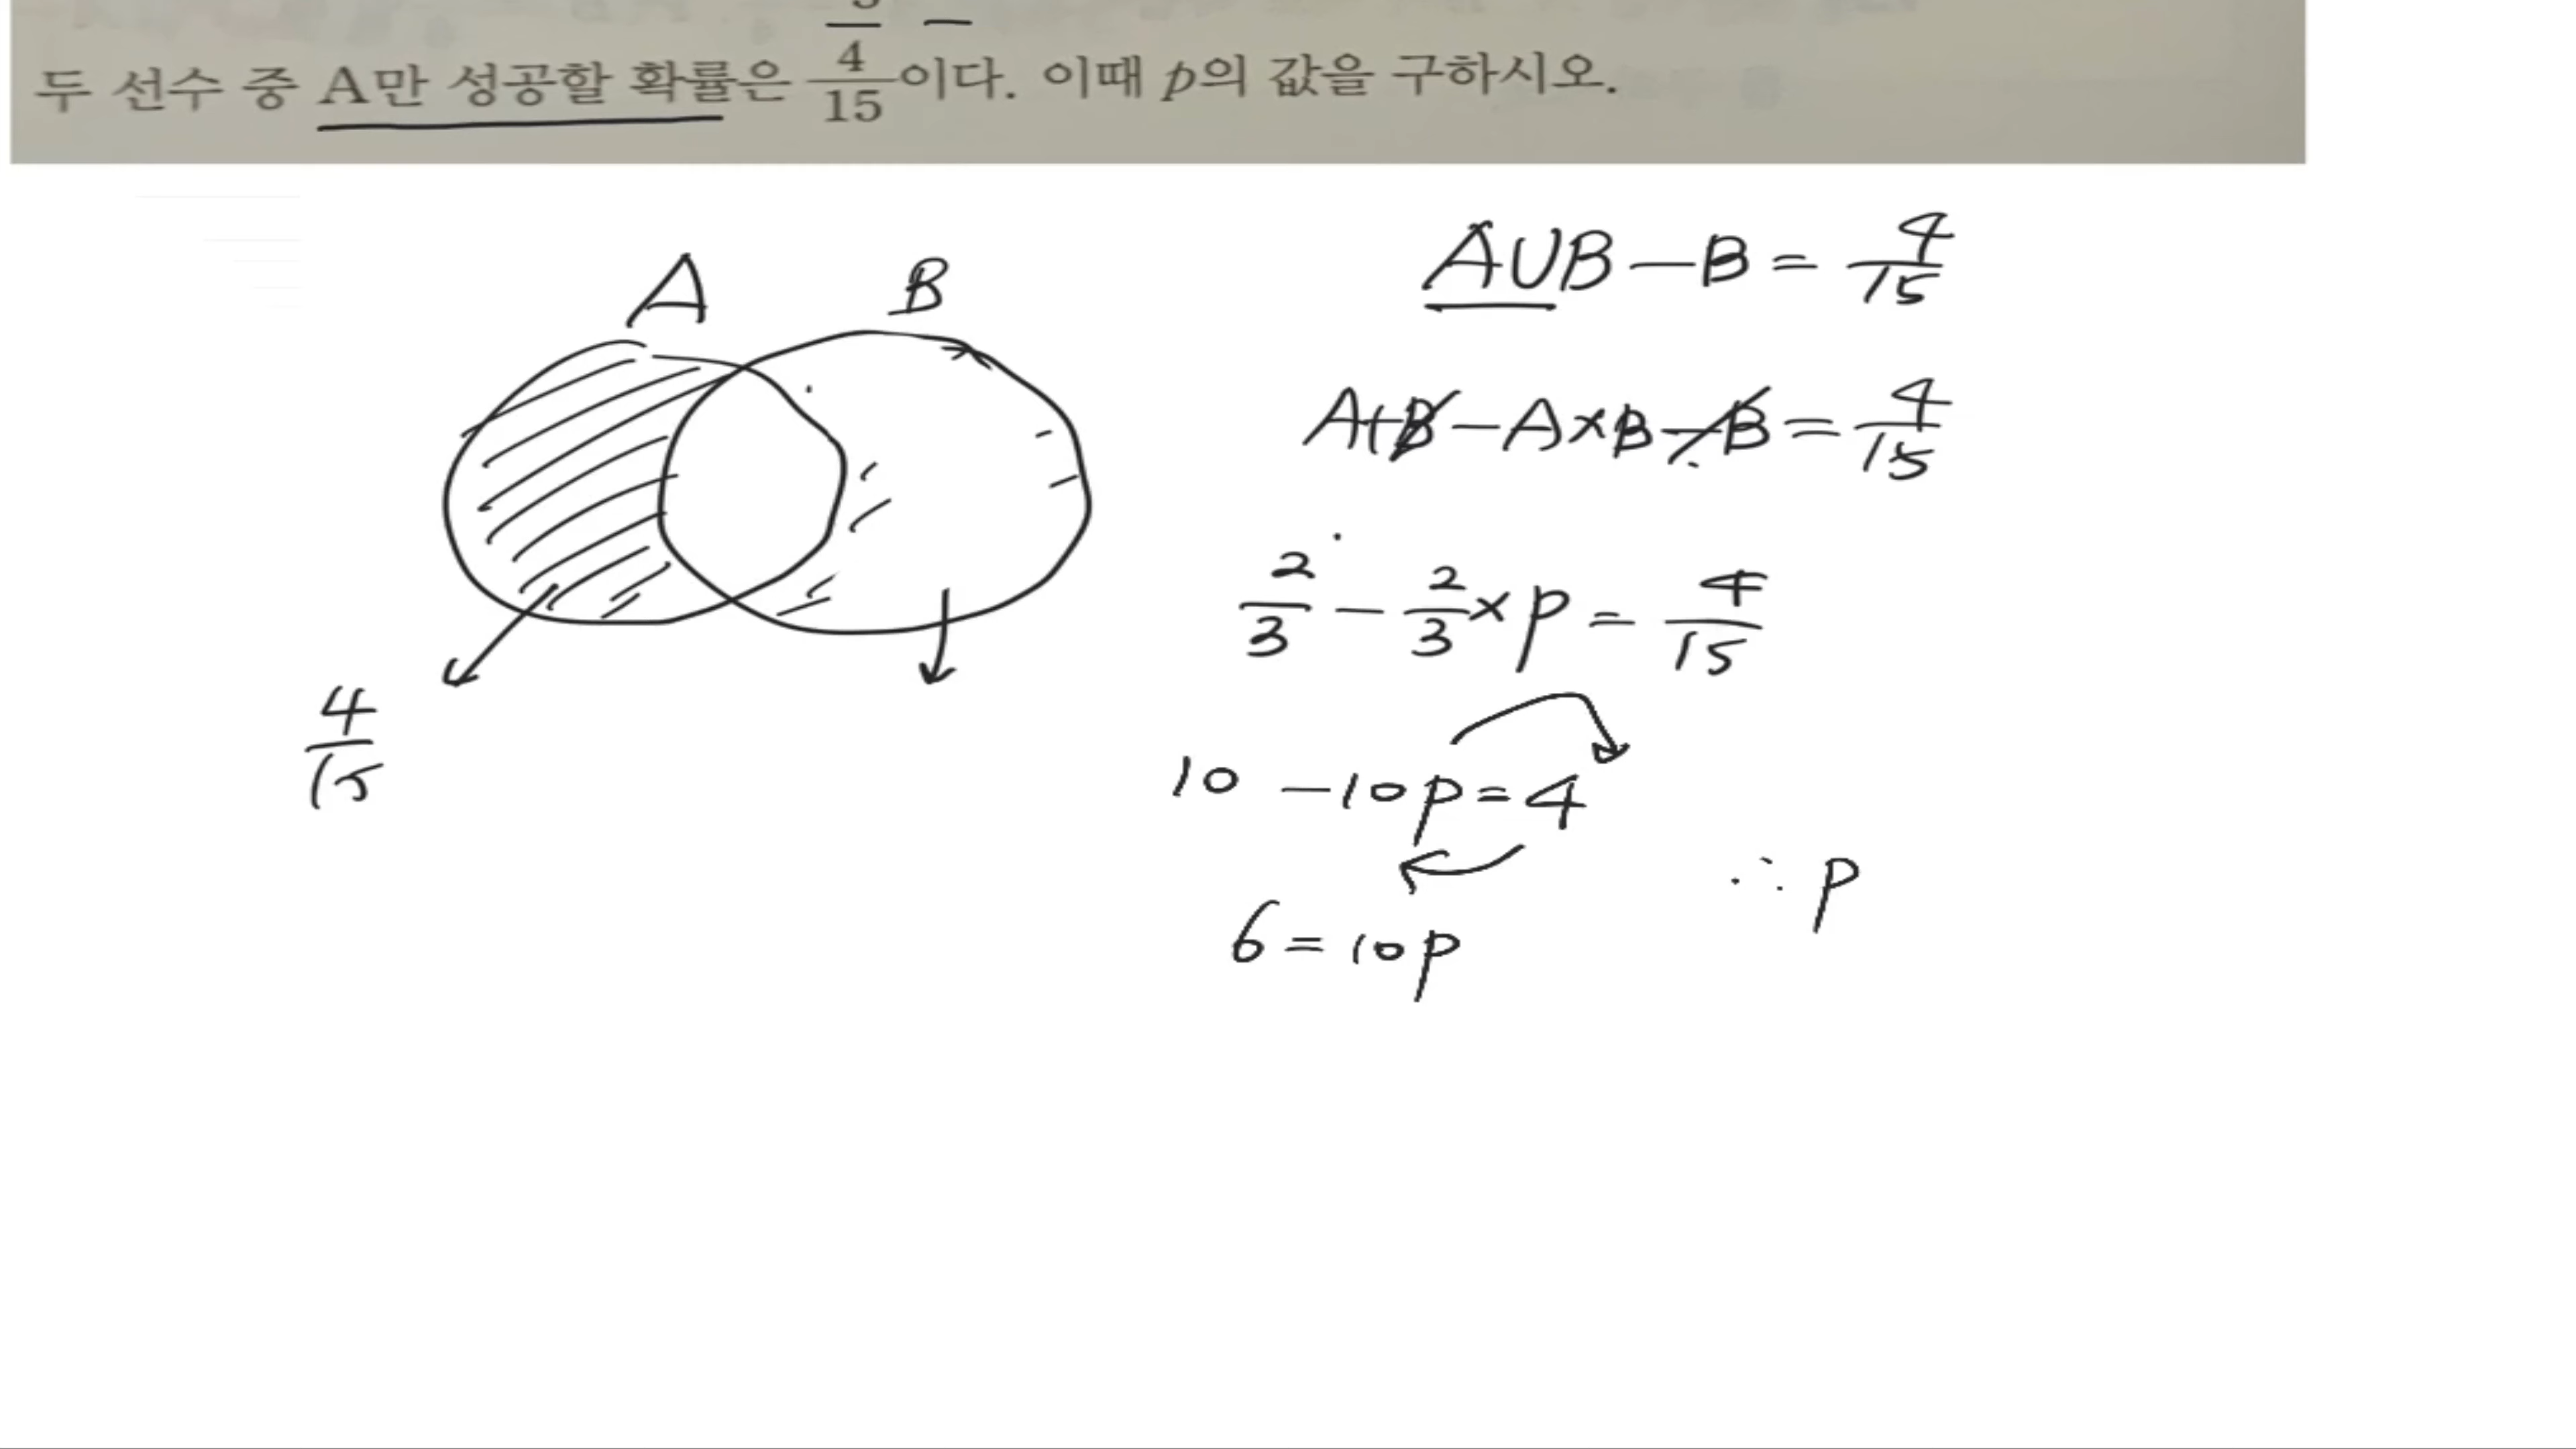 두 선수 중 A만 성공할 확률은 4/15이다. 이때 p의 값을 구하시오.
A B
A∪B-B=4/15
A+B-A×B-B=4/15
2/3-2/3×p=4/15
4/15
10-10p=4
∴p
6=10p